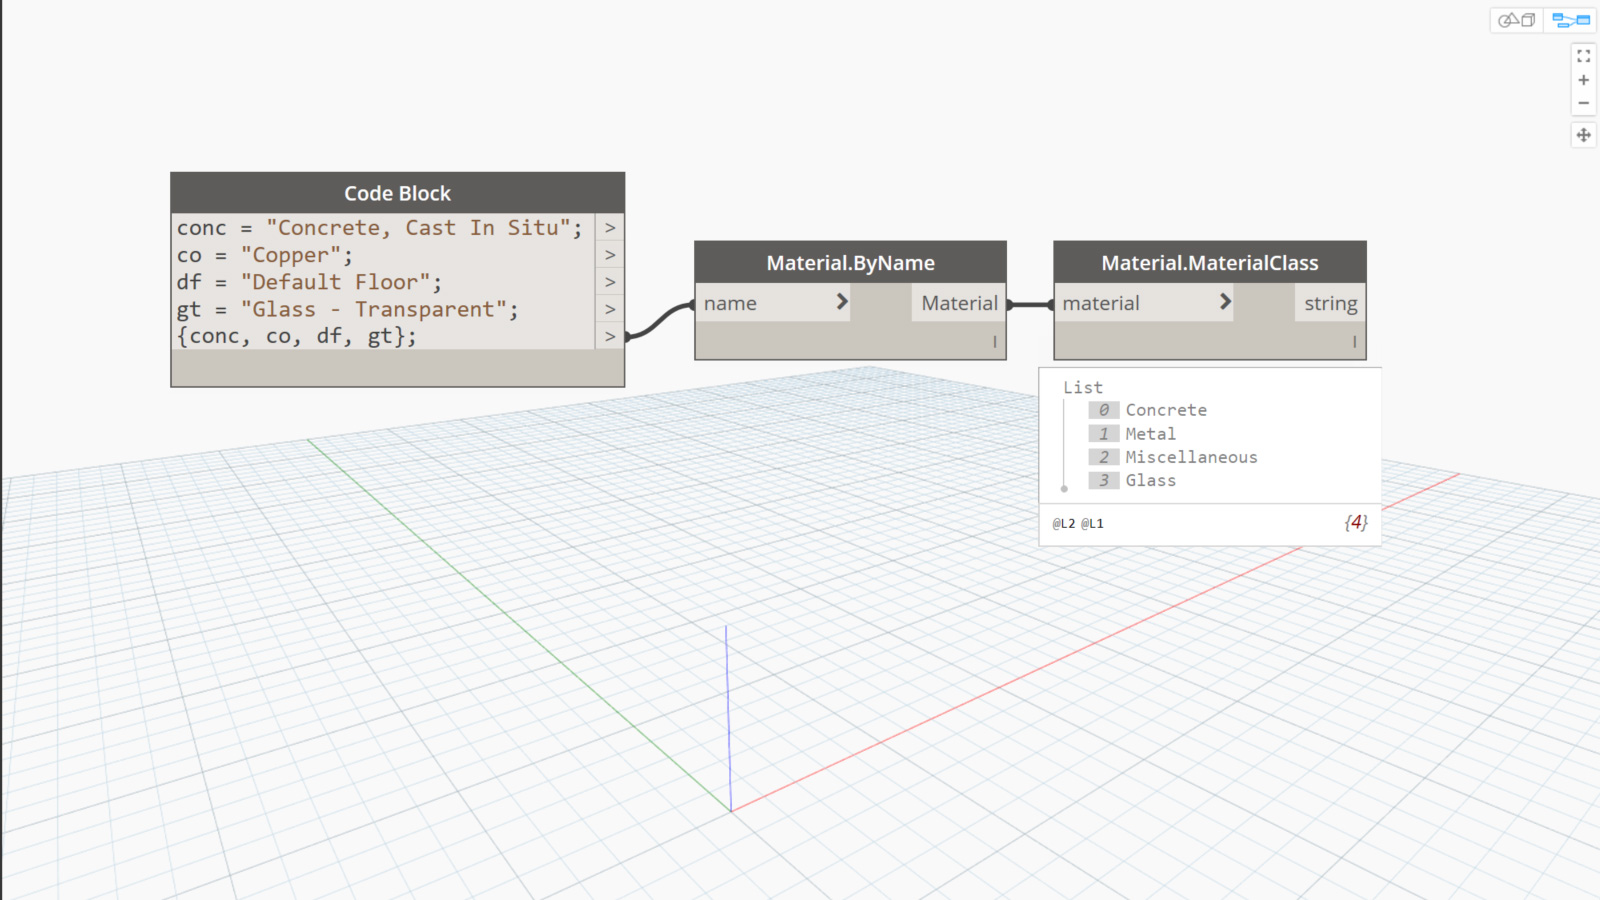 Code Block
conc = "Concrete, Cast In Situ"; >
co = "Copper"; >
df = "Default Floor"; >
gt = "Glass - Transparent"; >
{conc, co, df, gt}; >
Material.ByName
name > Material
l
Material.MaterialClass
material > string
l
List
0 Concrete
1 Metal
2 Miscellaneous
3 Glass
@L2 @L1 {4}